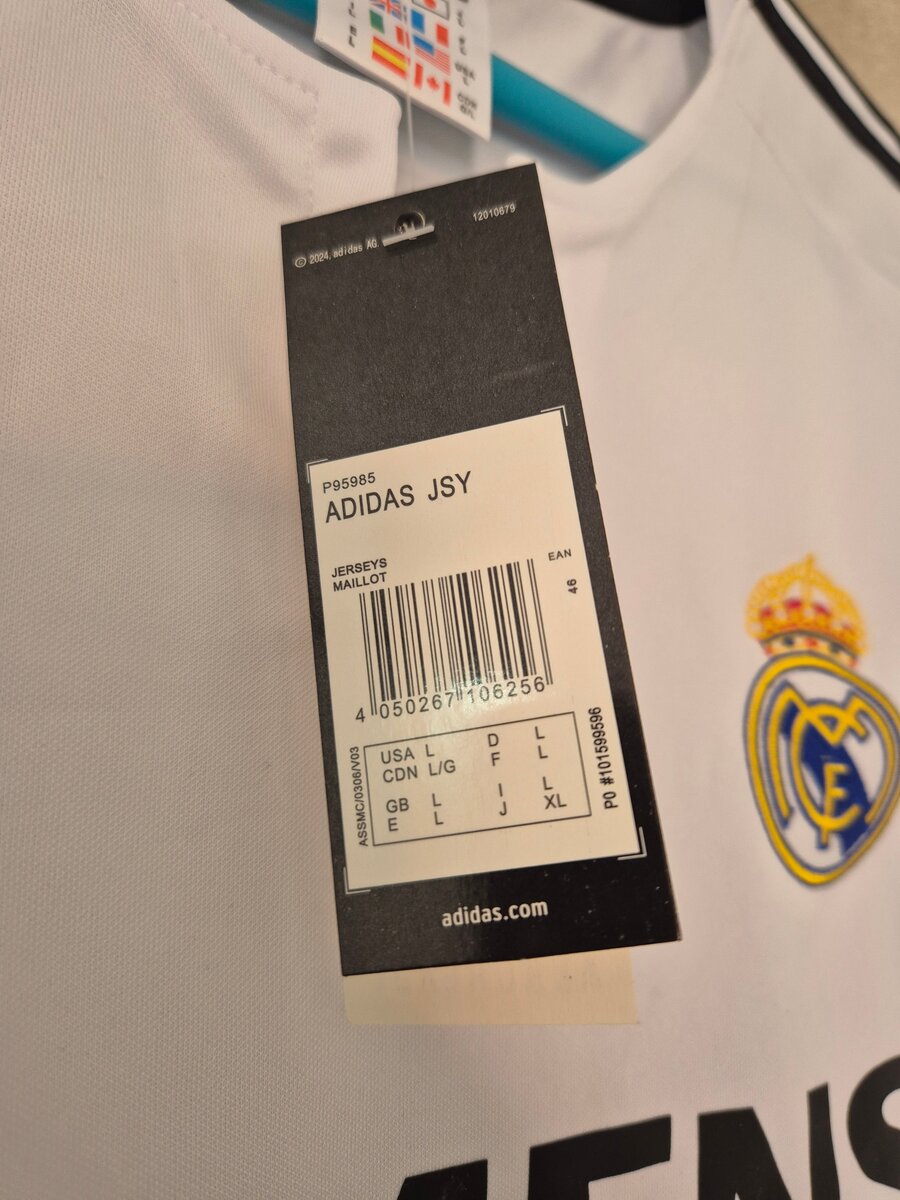 12010679
© 2024, adidas AG.
P95985
ADIDAS JSY
JERSEYS
MAILLOT
EAN
46
4 050267 106256
USA L D L
CDN L/G F L
GB L I L
E L J XL
ASSMC/0306/V03
PO #101599596
adidas.com